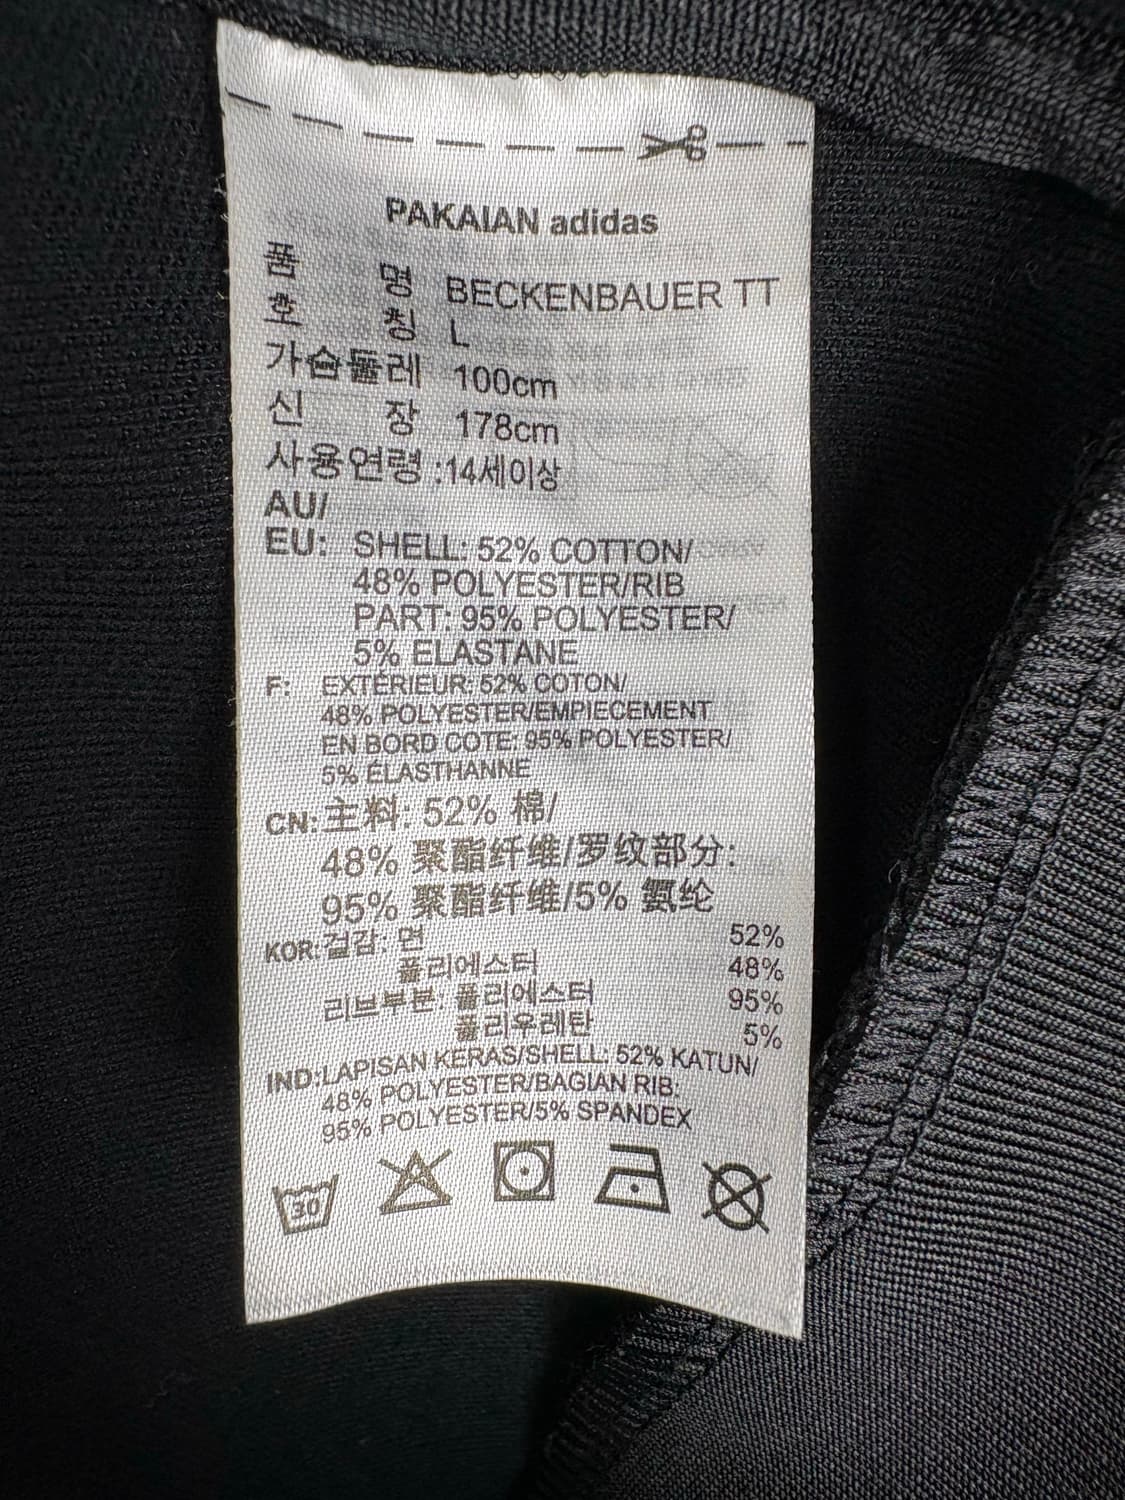 PAKAIAN adidas
품 명 BECKENBAUER TT
호 칭 L
가슴둘레 100cm
신 장 178cm
사용연령 :14세이상
AU/
EU: SHELL: 52% COTTON/
48% POLYESTER/RIB
PART: 95% POLYESTER/
5% ELASTANE
F: EXTÉRIEUR: 52% COTON/
48% POLYESTER/EMPIECEMENT
EN BORD COTE: 95% POLYESTER/
5% ÉLASTHANNE
CN: 主料: 52% 棉/
48% 聚酯纤维/罗纹部分:
95% 聚酯纤维/5% 氨纶
KOR: 겉감: 면 52%
폴리에스터 48%
리브부분: 폴리에스터 95%
폴리우레탄 5%
IND:LAPISAN KERAS/SHELL: 52% KATUN/
48% POLYESTER/BAGIAN RIB:
95% POLYESTER/5% SPANDEX
30